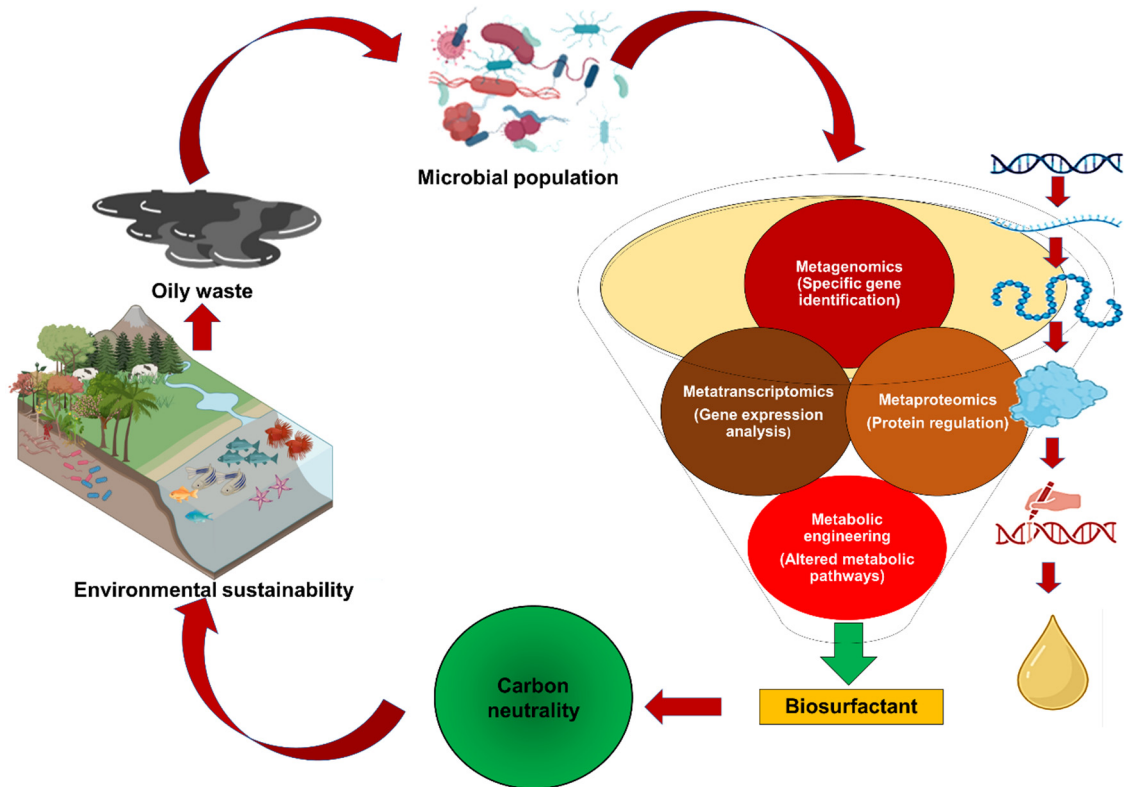 Microbial population
Oily waste
Metagenomics
(Specific gene
identification)
Metatranscriptomics
(Gene expression
analysis)
Metaproteomics
(Protein regulation)
Metabolic
engineering
(Altered metabolic
pathways)
Environmental sustainability
Carbon
neutrality
Biosurfactant